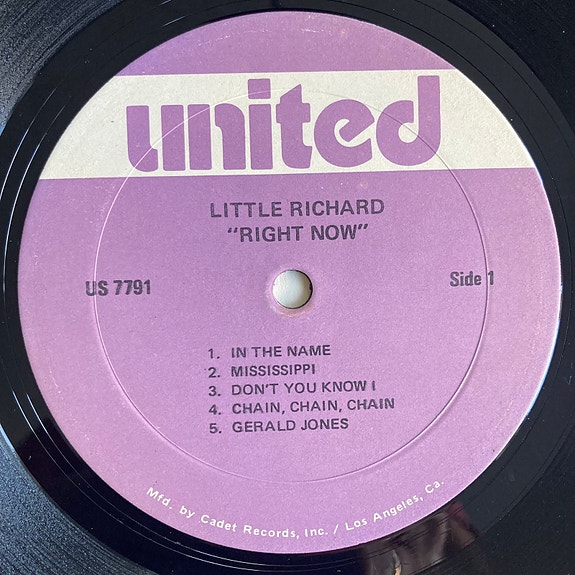 united
LITTLE RICHARD
"RIGHT NOW"
US 7791
Side 1
1. IN THE NAME
2. MISSISSIPPI
3. DON'T YOU KNOW I
4. CHAIN, CHAIN, CHAIN
5. GERALD JONES
Mfd. by Cadet Records, Inc. / Los Angeles, Ca.